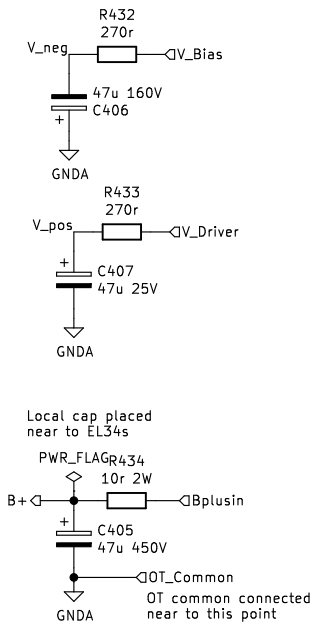 R432
270r
V_neg
V_Bias
47u 160V
C406
+
GNDA
R433
270r
V_pos
V_Driver
+
C407
47u 25V
GNDA
Local cap placed
near to EL34s
PWR_FLAG
R434
10r 2W
B+
Bplusin
+
C405
47u 450V
OT_Common
GNDA
OT common connected
near to this point